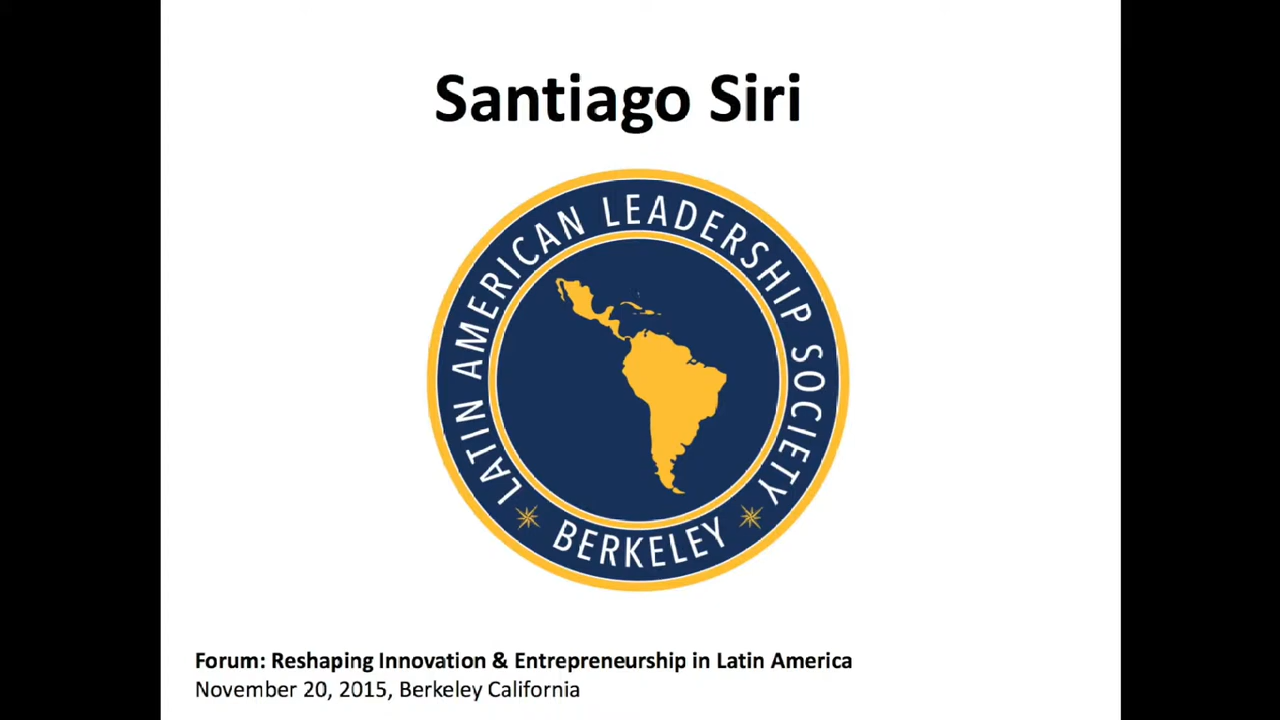 Santiago Siri
LATIN AMERICAN LEADERSHIP SOCIETY
BERKELEY
Forum: Reshaping Innovation & Entrepreneurship in Latin America
November 20, 2015, Berkeley California